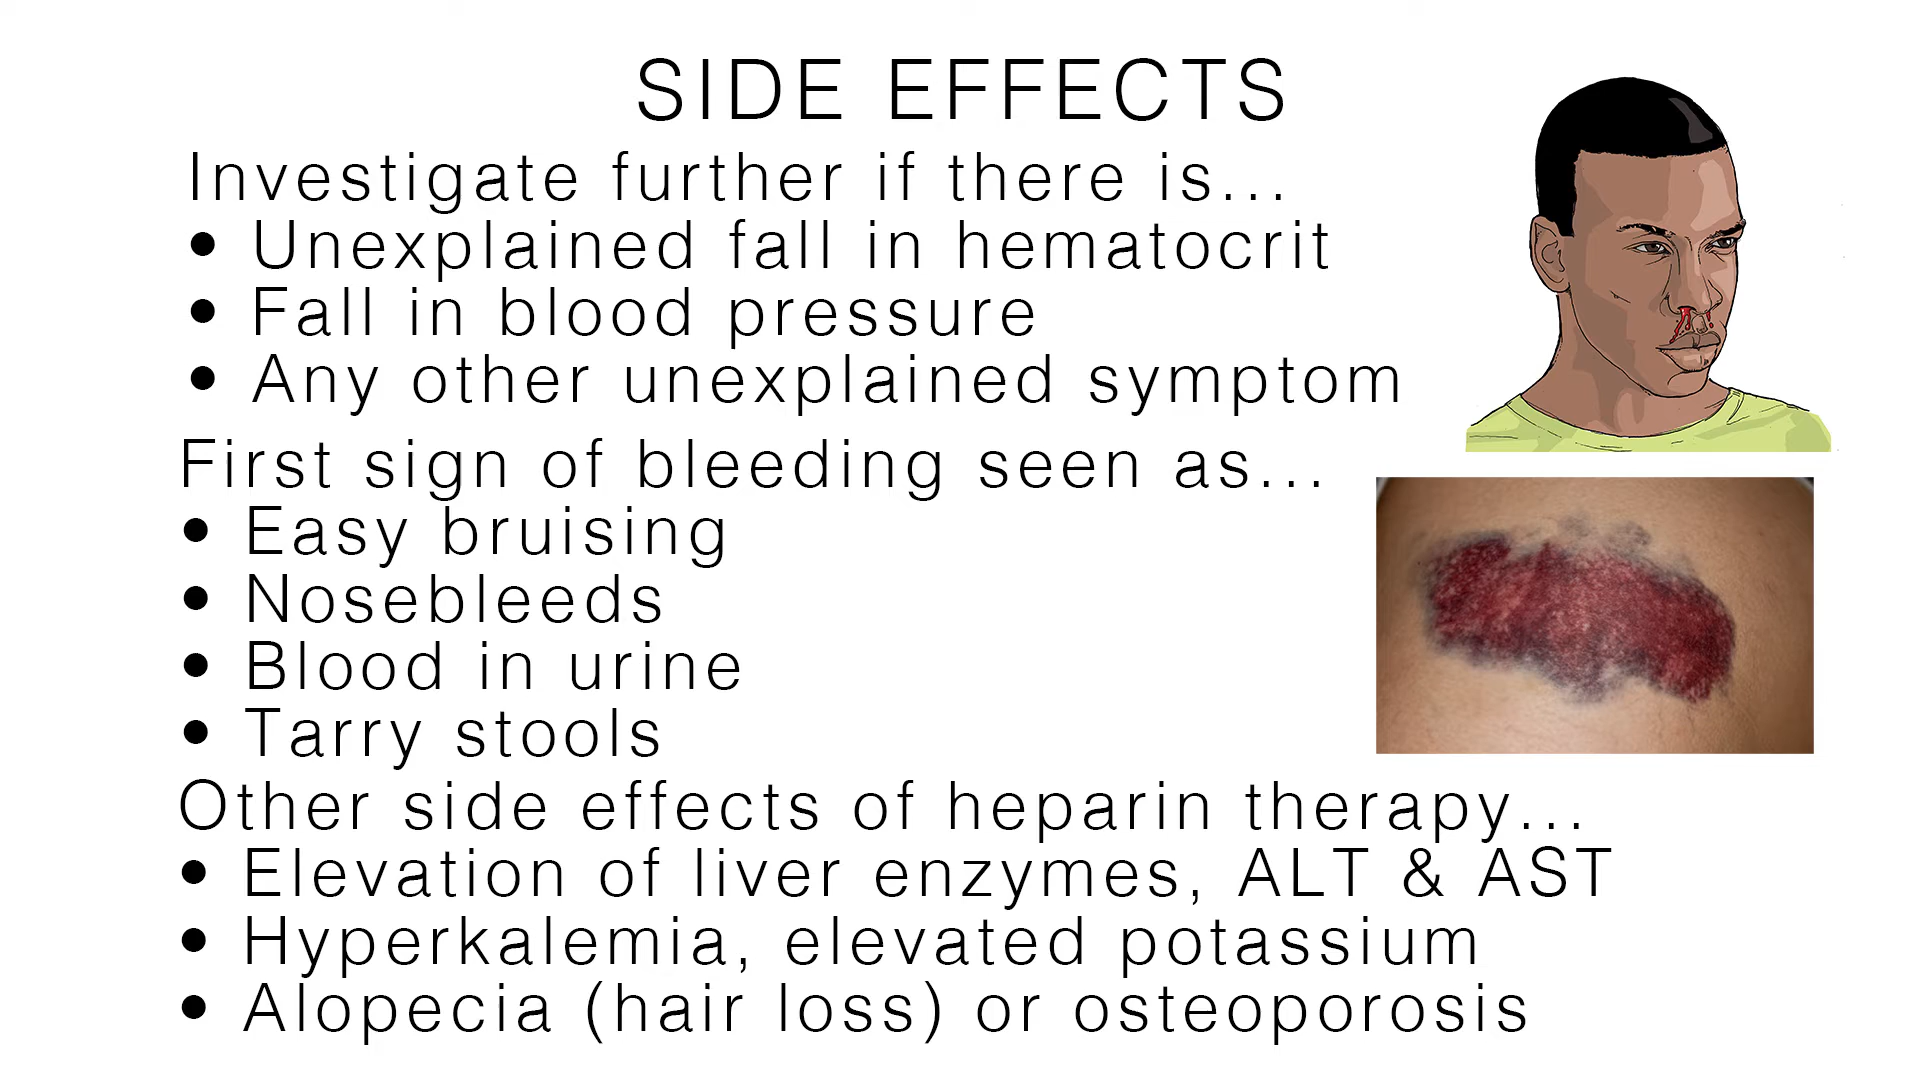 SIDE EFFECTS
Investigate further if there is...
• Unexplained fall in hematocrit
• Fall in blood pressure
• Any other unexplained symptom
First sign of bleeding seen as...
• Easy bruising
• Nosebleeds
• Blood in urine
• Tarry stools
Other side effects of heparin therapy...
• Elevation of liver enzymes, ALT & AST
• Hyperkalemia, elevated potassium
• Alopecia (hair loss) or osteoporosis